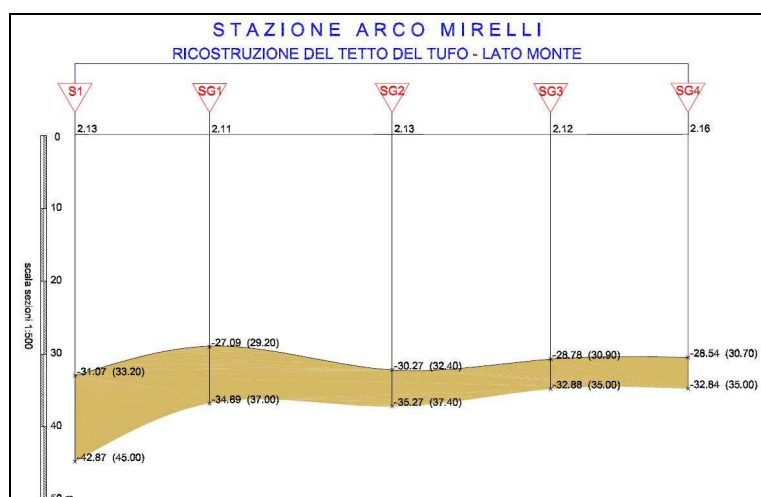 STAZIONE ARCO MIRELLI
RICOSTRUZIONE DEL TETTO DEL TUFO - LATO MONTE
S1 SG1 SG2 SG3 SG4
2.13 2.11 2.13 2.12 2.16
0
10
20
scala sezioni 1:500
30
-27.09 (29.20)
-28.78 (30.90) -28.54 (30.70)
-31.07 (33.20) -30.27 (32.40)
-34.89 (37.00) -35.27 (37.40) -32.88 (35.00) -32.84 (35.00)
40
-42.87 (45.00)
50 m